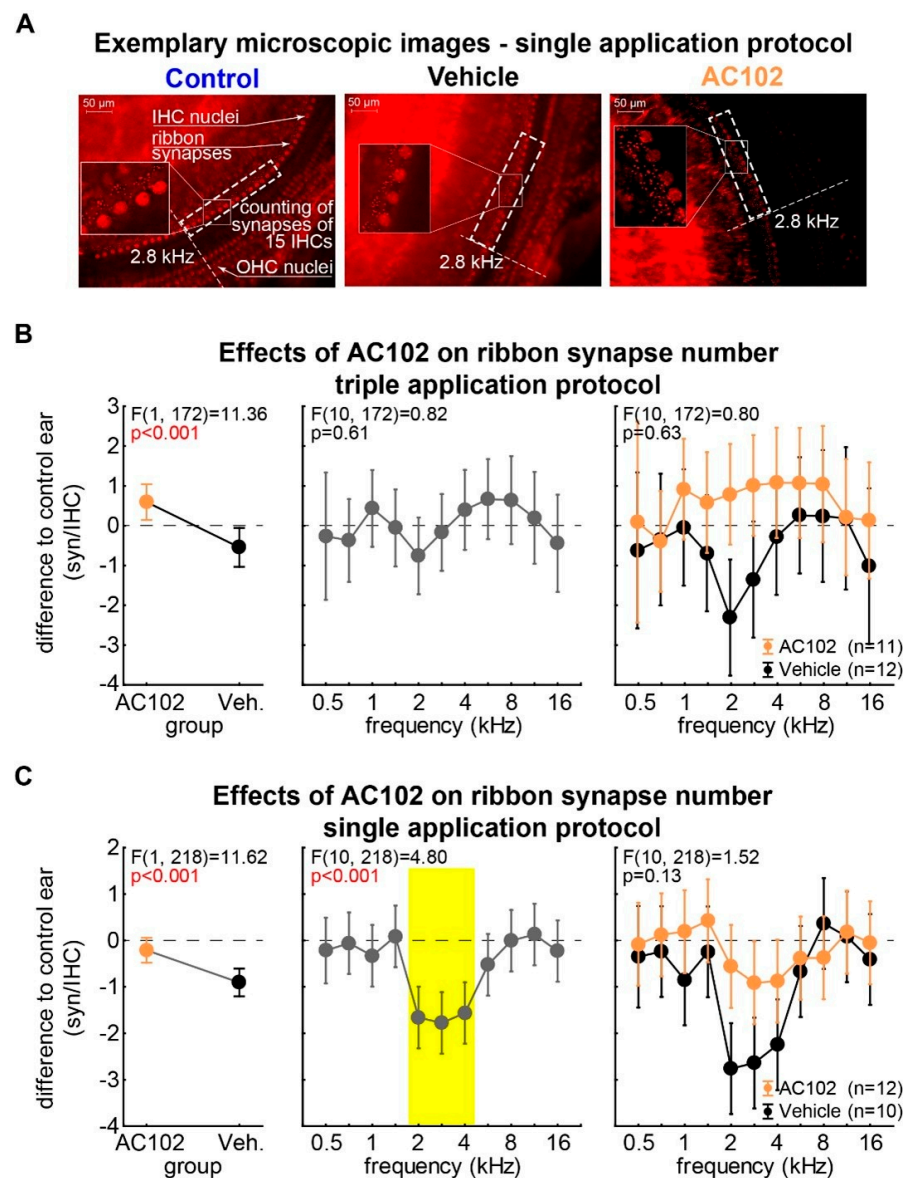 A
Exemplary microscopic images - single application protocol
Control
Vehicle
AC102
50 µm
IHC nuclei
ribbon
synapses
counting of
synapses of
15 IHCs
2.8 kHz
OHC nuclei
50 µm
2.8 kHz
50 µm
2.8 kHz
B
Effects of AC102 on ribbon synapse number
triple application protocol
difference to control ear
(syn/IHC)
3
2
1
0
-1
-2
-3
-4
F(1, 172)=11.36
p<0.001
AC102 Veh.
group
F(10, 172)=0.82
p=0.61
0.5 1 2 4 8 16
frequency (kHz)
F(10, 172)=0.80
p=0.63
AC102 (n=11)
Vehicle (n=12)
0.5 1 2 4 8 16
frequency (kHz)
C
Effects of AC102 on ribbon synapse number
single application protocol
difference to control ear
(syn/IHC)
2
1
0
-1
-2
-3
-4
F(1, 218)=11.62
p<0.001
AC102 Veh.
group
F(10, 218)=4.80
p<0.001
0.5 1 2 4 8 16
frequency (kHz)
F(10, 218)=1.52
p=0.13
AC102 (n=12)
Vehicle (n=10)
0.5 1 2 4 8 16
frequency (kHz)